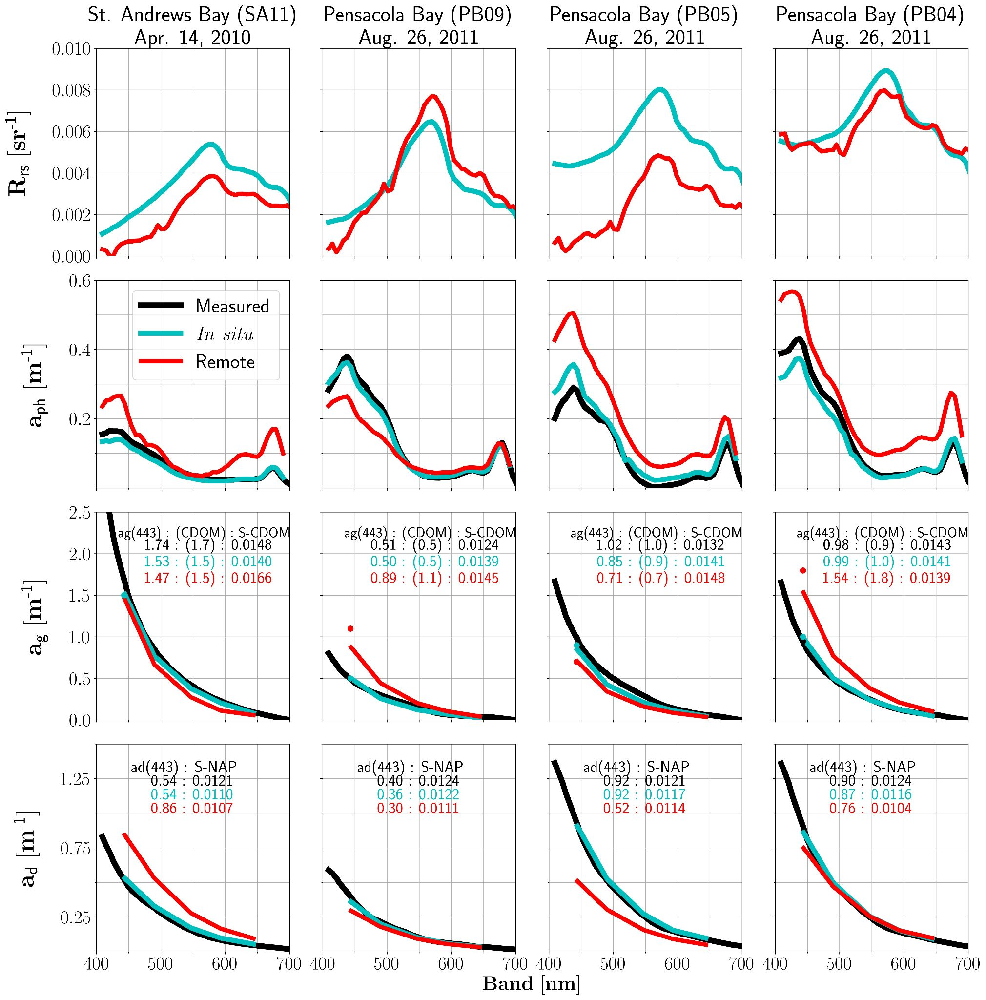 St. Andrews Bay (SA11)
Apr. 14, 2010
Pensacola Bay (PB09)
Aug. 26, 2011
Pensacola Bay (PB05)
Aug. 26, 2011
Pensacola Bay (PB04)
Aug. 26, 2011
R_rs [sr^-1]
0.010
0.008
0.006
0.004
0.002
0.000
a_ph [m^-1]
0.6
0.4
0.2
Measured
In situ
Remote
a_g [m^-1]
2.5
2.0
1.5
1.0
0.5
0.0
ag(443) : (CDOM) : S-CDOM
1.74 : (1.7) : 0.0148
1.53 : (1.5) : 0.0140
1.47 : (1.5) : 0.0166
ag(443) : (CDOM) : S-CDOM
0.51 : (0.5) : 0.0124
0.50 : (0.5) : 0.0139
0.89 : (1.1) : 0.0145
ag(443) : (CDOM) : S-CDOM
1.02 : (1.0) : 0.0132
0.85 : (0.9) : 0.0141
0.71 : (0.7) : 0.0148
ag(443) : (CDOM) : S-CDOM
0.98 : (0.9) : 0.0143
0.99 : (1.0) : 0.0141
1.54 : (1.8) : 0.0139
a_d [m^-1]
1.25
0.75
0.25
ad(443) : S-NAP
0.54 : 0.0121
0.54 : 0.0110
0.86 : 0.0107
ad(443) : S-NAP
0.40 : 0.0124
0.36 : 0.0122
0.30 : 0.0111
ad(443) : S-NAP
0.92 : 0.0121
0.92 : 0.0117
0.52 : 0.0114
ad(443) : S-NAP
0.90 : 0.0124
0.87 : 0.0116
0.76 : 0.0104
400 500 600 700 400 500 600 700 400 500 600 700 400 500 600 700
Band [nm]